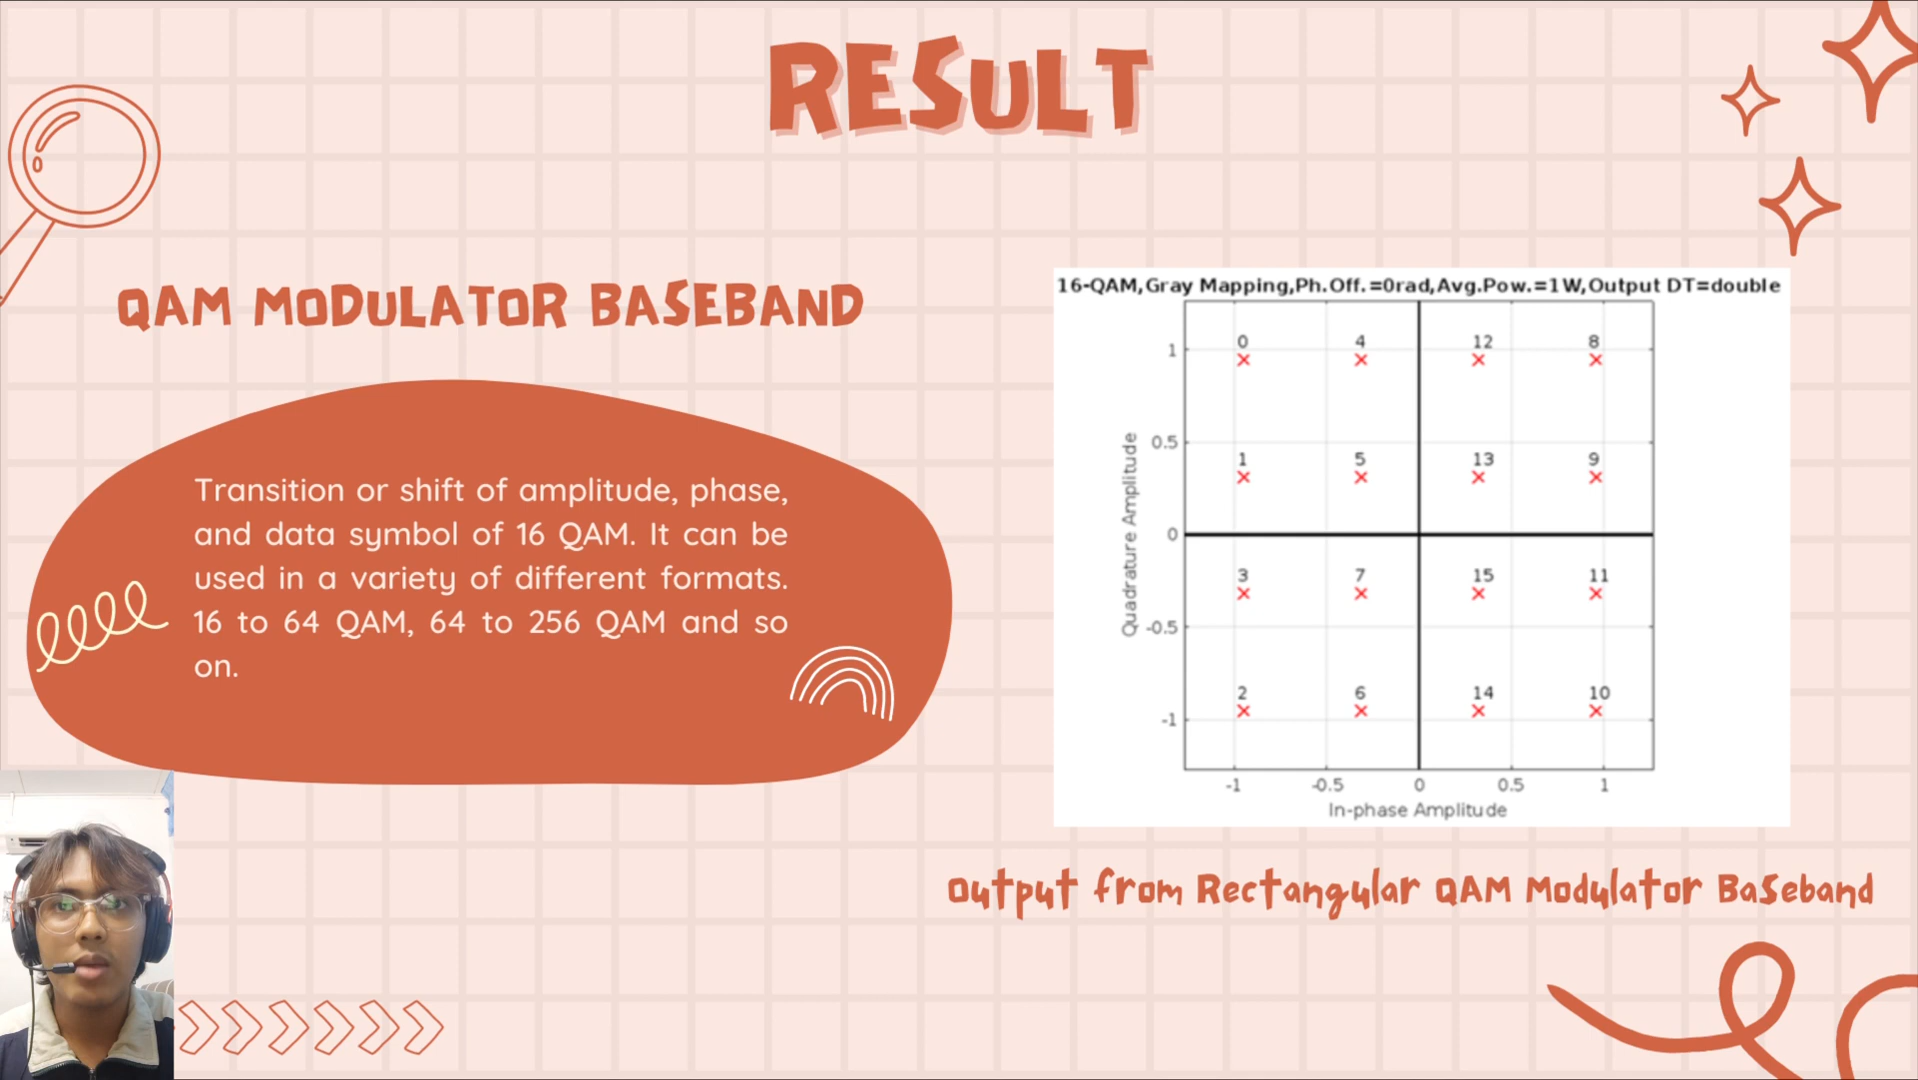 RESULT
QAM MODULATOR BASEBAND
Transition or shift of amplitude, phase,
and data symbol of 16 QAM. It can be
used in a variety of different formats.
16 to 64 QAM, 64 to 256 QAM and so
on.
16-QAM,Gray Mapping,Ph.Off.=0rad,Avg.Pow.=1W,Output DT=double
0 4 12 8
1
0.5
1 5 13 9
0
3 7 15 11
-0.5
2 6 14 10
-1
Quadrature Amplitude
-1 -0.5 0 0.5 1
In-phase Amplitude
Output from Rectangular QAM Modulator Baseband